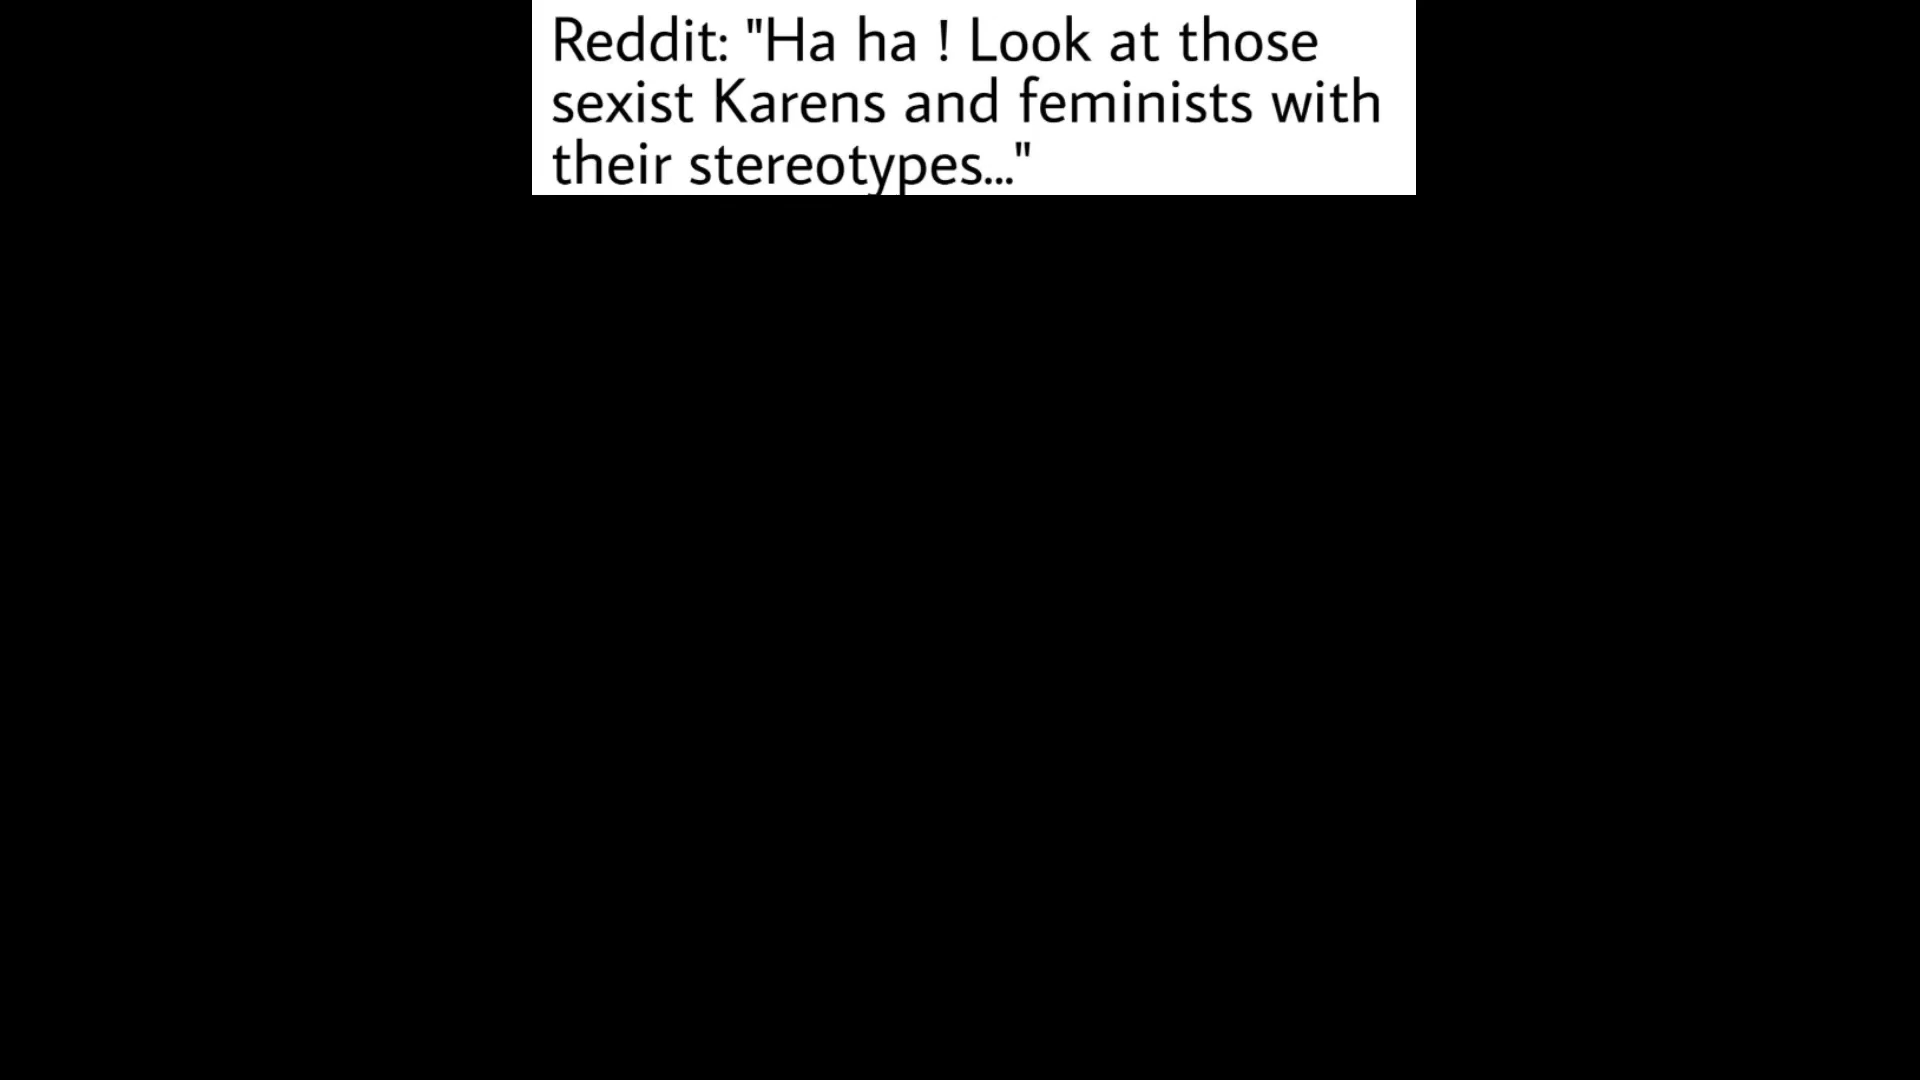 Reddit: "Ha ha ! Look at those
sexist Karens and feminists with
their stereotypes..."